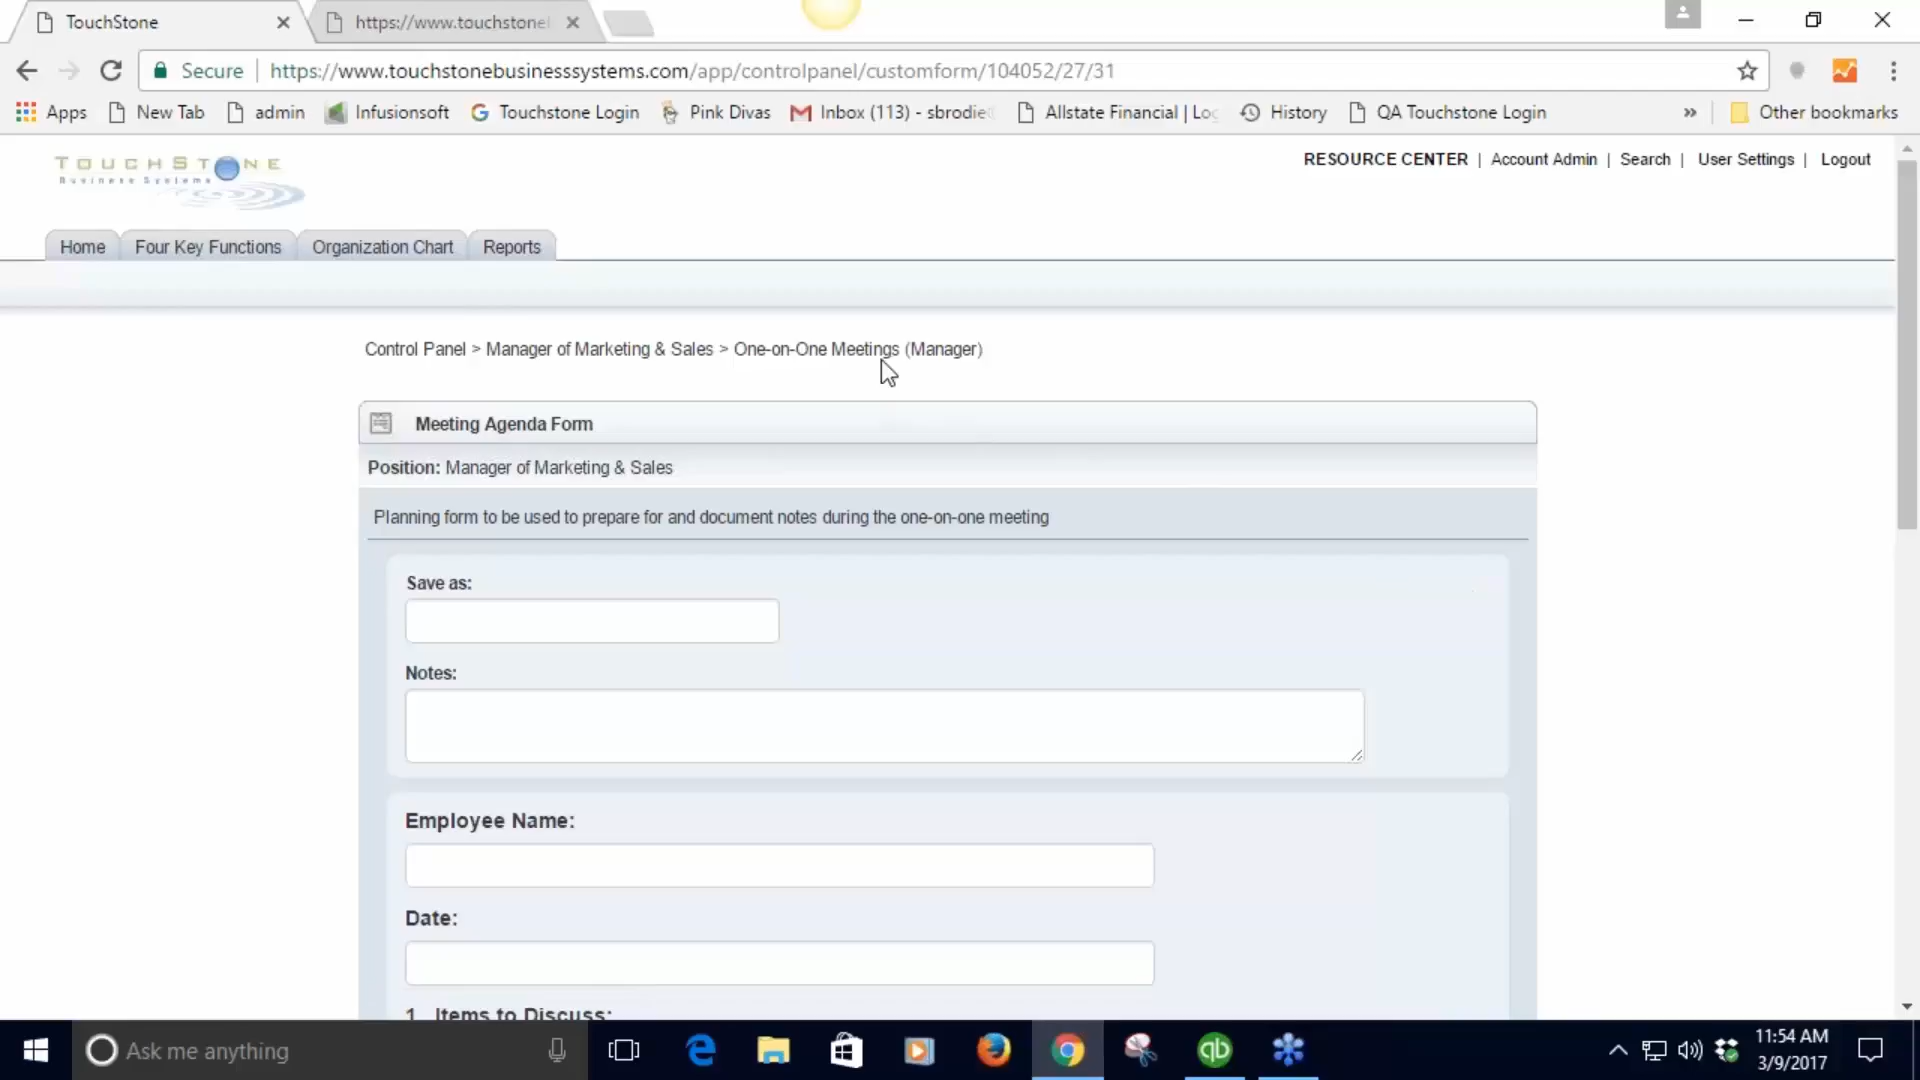 TouchStone
https://www.touchstonel
Secure
https://www.touchstonebusinesssystems.com/app/controlpanel/customform/104052/27/31
Apps
New Tab
admin
Infusionsoft
Touchstone Login
Pink Divas
Inbox (113) - sbrodie
Allstate Financial | Log
History
QA Touchstone Login
»
Other bookmarks
TOUCHSTONE
Business Systems
RESOURCE CENTER | Account Admin | Search | User Settings | Logout
Home
Four Key Functions
Organization Chart
Reports
Control Panel > Manager of Marketing & Sales > One-on-One Meetings (Manager)
Meeting Agenda Form
Position: Manager of Marketing & Sales
Planning form to be used to prepare for and document notes during the one-on-one meeting
Save as:
Notes:
Employee Name:
Date:
1. Items to Discuss:
Ask me anything
qb
11:54 AM
3/9/2017